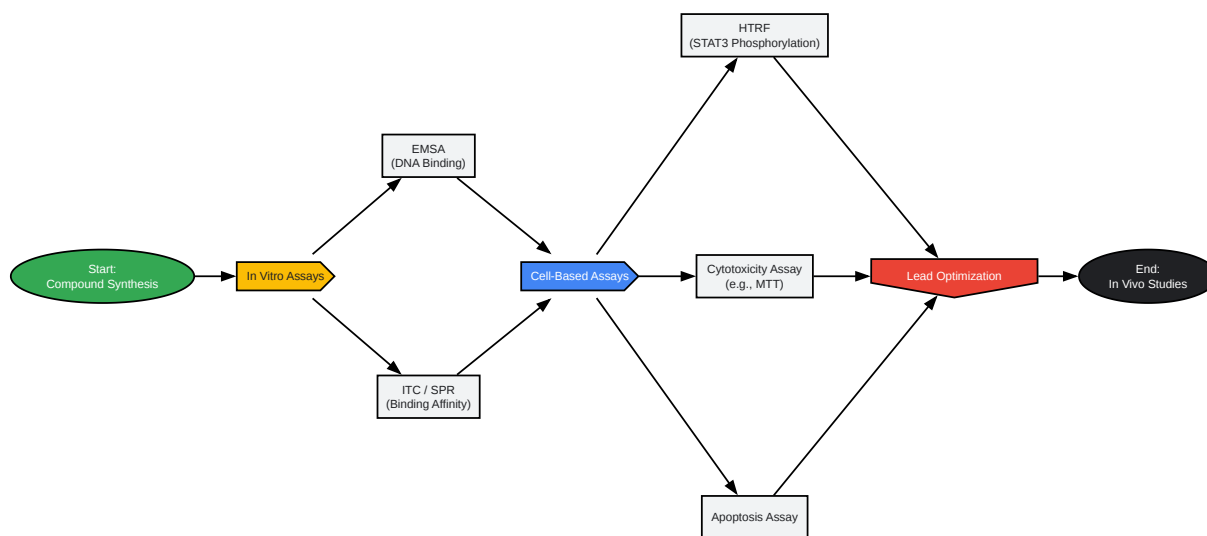 Start:
Compound Synthesis
In Vitro Assays
EMSA
(DNA Binding)
ITC / SPR
(Binding Affinity)
Cell-Based Assays
HTRF
(STAT3 Phosphorylation)
Cytotoxicity Assay
(e.g., MTT)
Apoptosis Assay
Lead Optimization
End:
In Vivo Studies